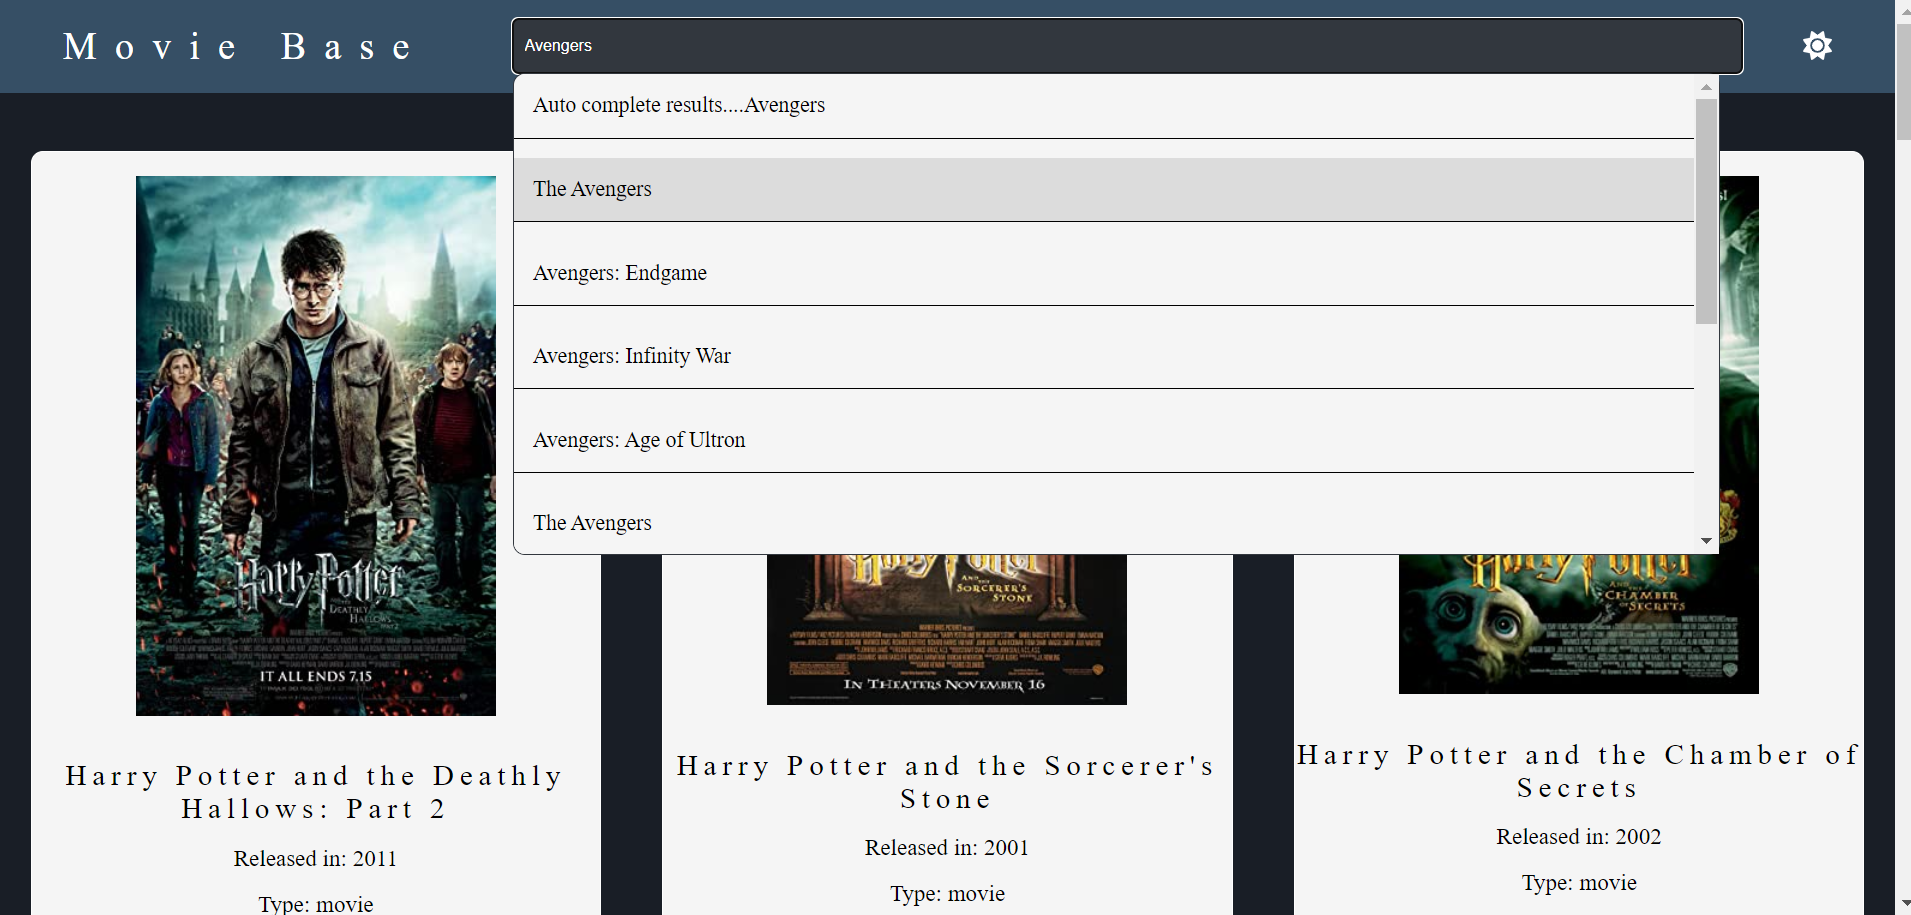 Movie Base
Avengers
Auto complete results....Avengers
The Avengers
Avengers: Endgame
Avengers: Infinity War
Avengers: Age of Ultron
The Avengers
Harry Potter
AND THE
DEATHLY
HALLOWS
PART 2
IT ALL ENDS 7.15
Harry Potter and the Deathly
Hallows: Part 2
Released in: 2011
Type: movie
Harry Potter
AND THE
SORCERER'S
STONE
IN THEATERS NOVEMBER 16
Harry Potter and the Sorcerer's
Stone
Released in: 2001
Type: movie
Harry Potter
AND THE
CHAMBER
OF SECRETS
Harry Potter and the Chamber of
Secrets
Released in: 2002
Type: movie